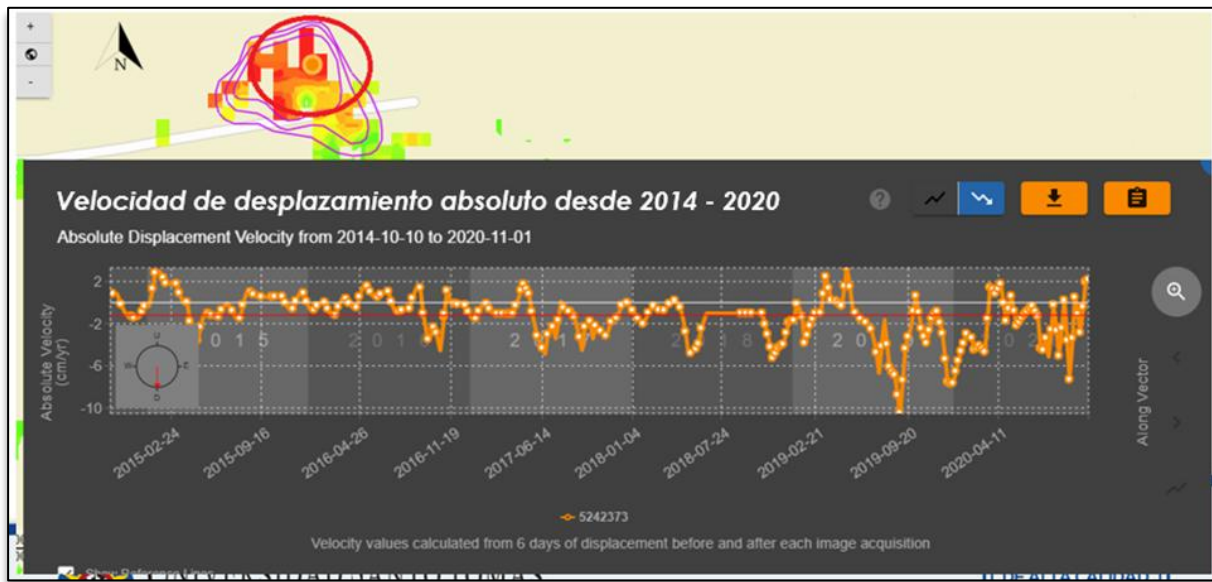 +
-
N
Velocidad de desplazamiento absoluto desde 2014 - 2020
?
Absolute Displacement Velocity from 2014-10-10 to 2020-11-01
Absolute Velocity
(cm/yr)
2
-2
-6
-10
U
W
E
D
2015-02-24
2015-09-16
2016-04-26
2016-11-19
2017-06-14
2018-01-04
2018-07-24
2019-02-21
2019-09-20
2020-04-11
Along Vector
5242373
Velocity values calculated from 6 days of displacement before and after each image acquisition
Show Reference Lines
UNIVERSIDAD SANTO TOMÁS